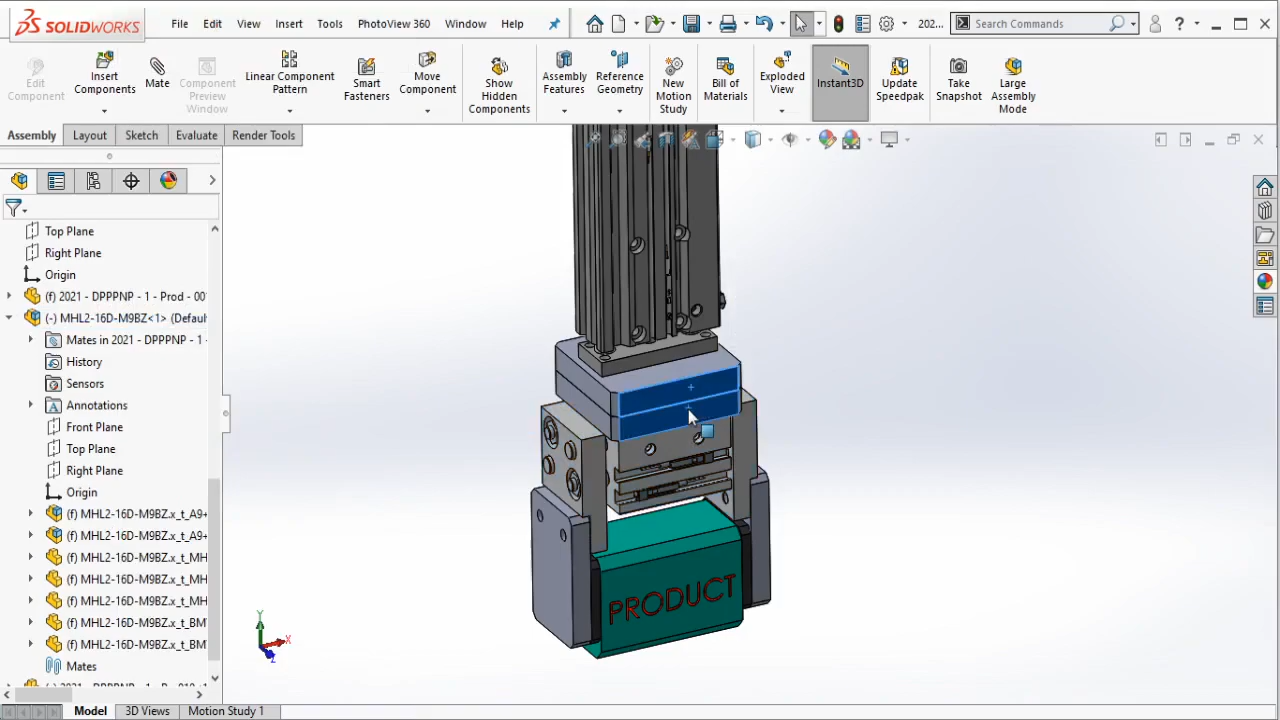 SOLIDWORKS
File Edit View Insert Tools PhotoView 360 Window Help
202...
Search Commands
Edit Component
Insert Components
Mate
Component Preview Window
Linear Component Pattern
Smart Fasteners
Move Component
Show Hidden Components
Assembly Features
Reference Geometry
New Motion Study
Bill of Materials
Exploded View
Instant3D
Update Speedpak
Take Snapshot
Large Assembly Mode
Assembly Layout Sketch Evaluate Render Tools
Top Plane
Right Plane
Origin
(f) 2021 - DPPPNP - 1 - Prod - 00
(-) MHL2-16D-M9BZ<1> (Defaul
Mates in 2021 - DPPPNP - 1 -
History
Sensors
Annotations
Front Plane
Top Plane
Right Plane
Origin
(f) MHL2-16D-M9BZ.x_t_A9+
(f) MHL2-16D-M9BZ.x_t_A9+
(f) MHL2-16D-M9BZ.x_t_MH
(f) MHL2-16D-M9BZ.x_t_MH
(f) MHL2-16D-M9BZ.x_t_MH
(f) MHL2-16D-M9BZ.x_t_BM
(f) MHL2-16D-M9BZ.x_t_BM
Mates
PRODUCT
Y
X
Z
Model 3D Views Motion Study 1